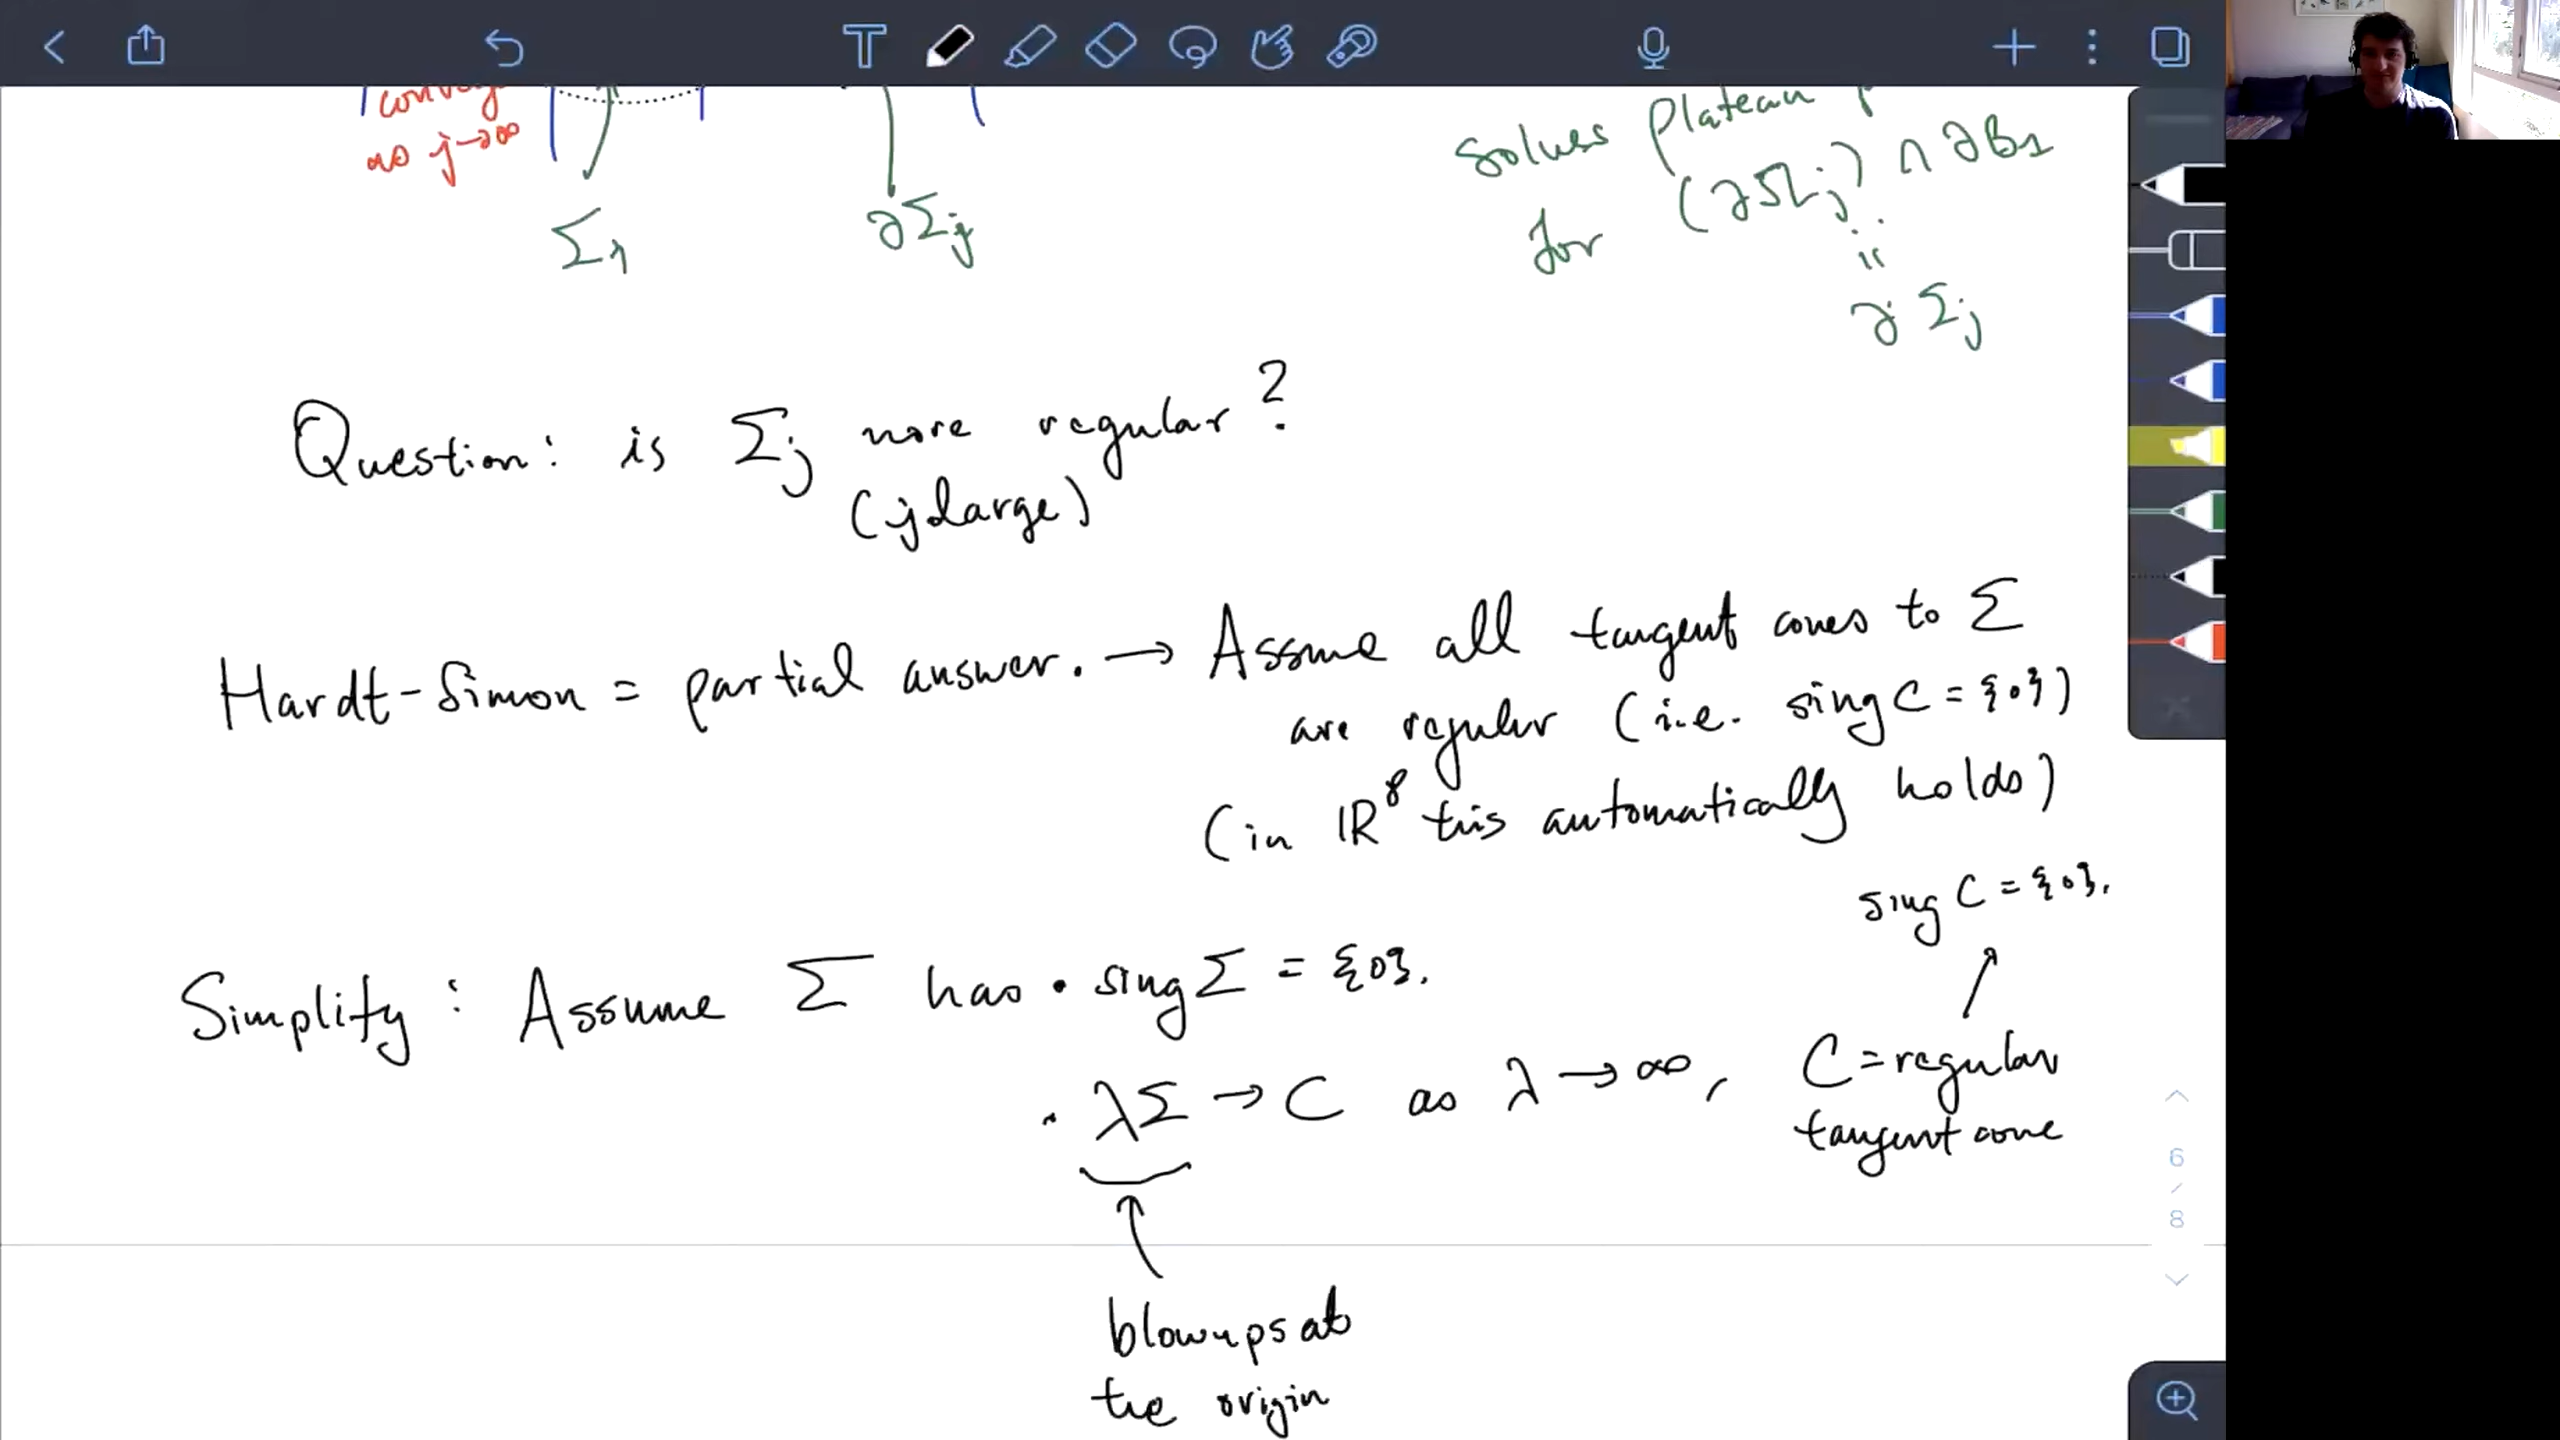 as j→∞
Σ₁
∂Σj
solves Plateau
for (∂Ωj) ∩ ∂B₁
∂Σj
Question: is Σj more regular?
(j large)
Hardt-Simon = partial answer. → Assume all tangent cones to Σ
are regular (i.e. sing C = {0})
(in ℝ⁸ this automatically holds)
sing C = {0}.
Simplify: Assume Σ has • sing Σ = {0}.
• λΣ → C as λ → ∞, C = regular
tangent cone
blowups at
the origin
6
/
8